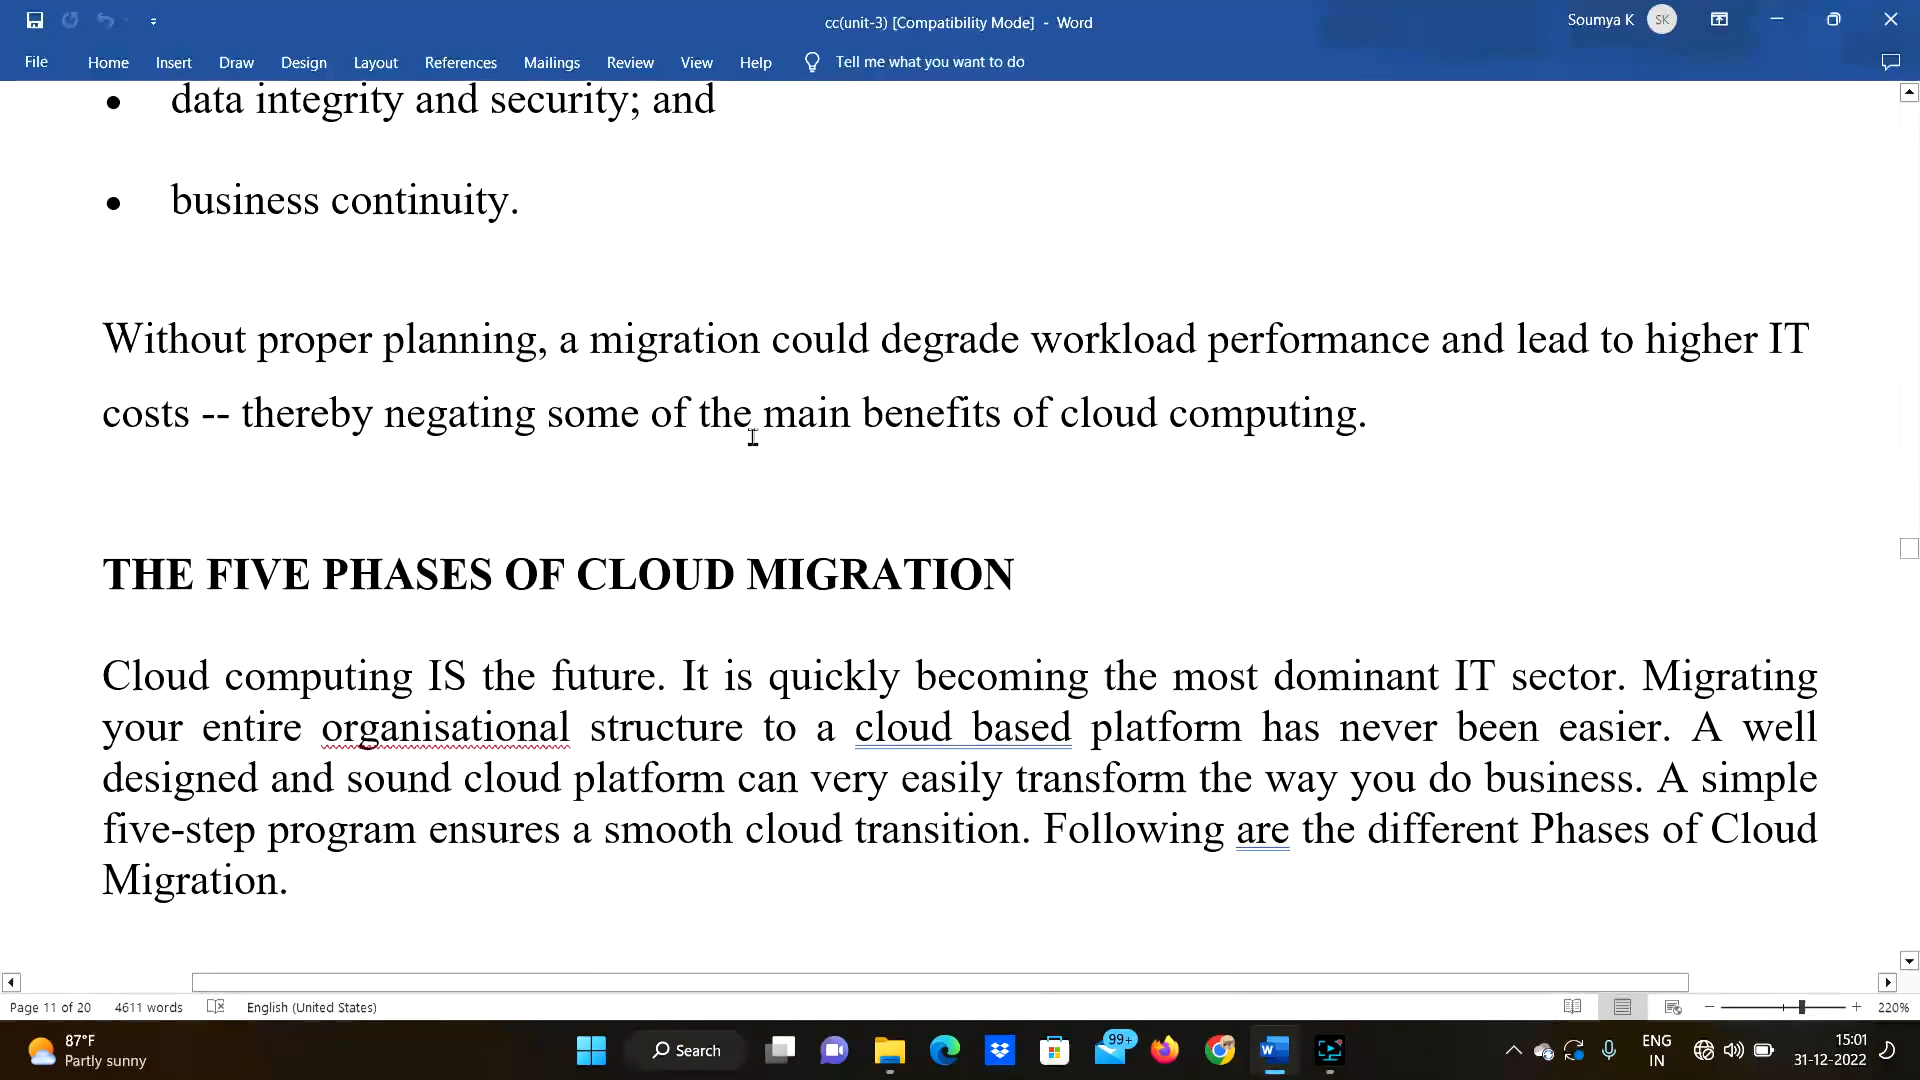 cc(unit-3) [Compatibility Mode] - Word
Soumya K
SK
File Home Insert Draw Design Layout References Mailings Review View Help Tell me what you want to do
• data integrity and security; and
• business continuity.
Without proper planning, a migration could degrade workload performance and lead to higher IT
costs -- thereby negating some of the main benefits of cloud computing.
THE FIVE PHASES OF CLOUD MIGRATION
Cloud computing IS the future. It is quickly becoming the most dominant IT sector. Migrating
your entire organisational structure to a cloud based platform has never been easier. A well
designed and sound cloud platform can very easily transform the way you do business. A simple
five-step program ensures a smooth cloud transition. Following are the different Phases of Cloud
Migration.
Page 11 of 20 4611 words English (United States) 220%
87°F
Partly sunny
Search
99+
ENG
IN
15:01
31-12-2022